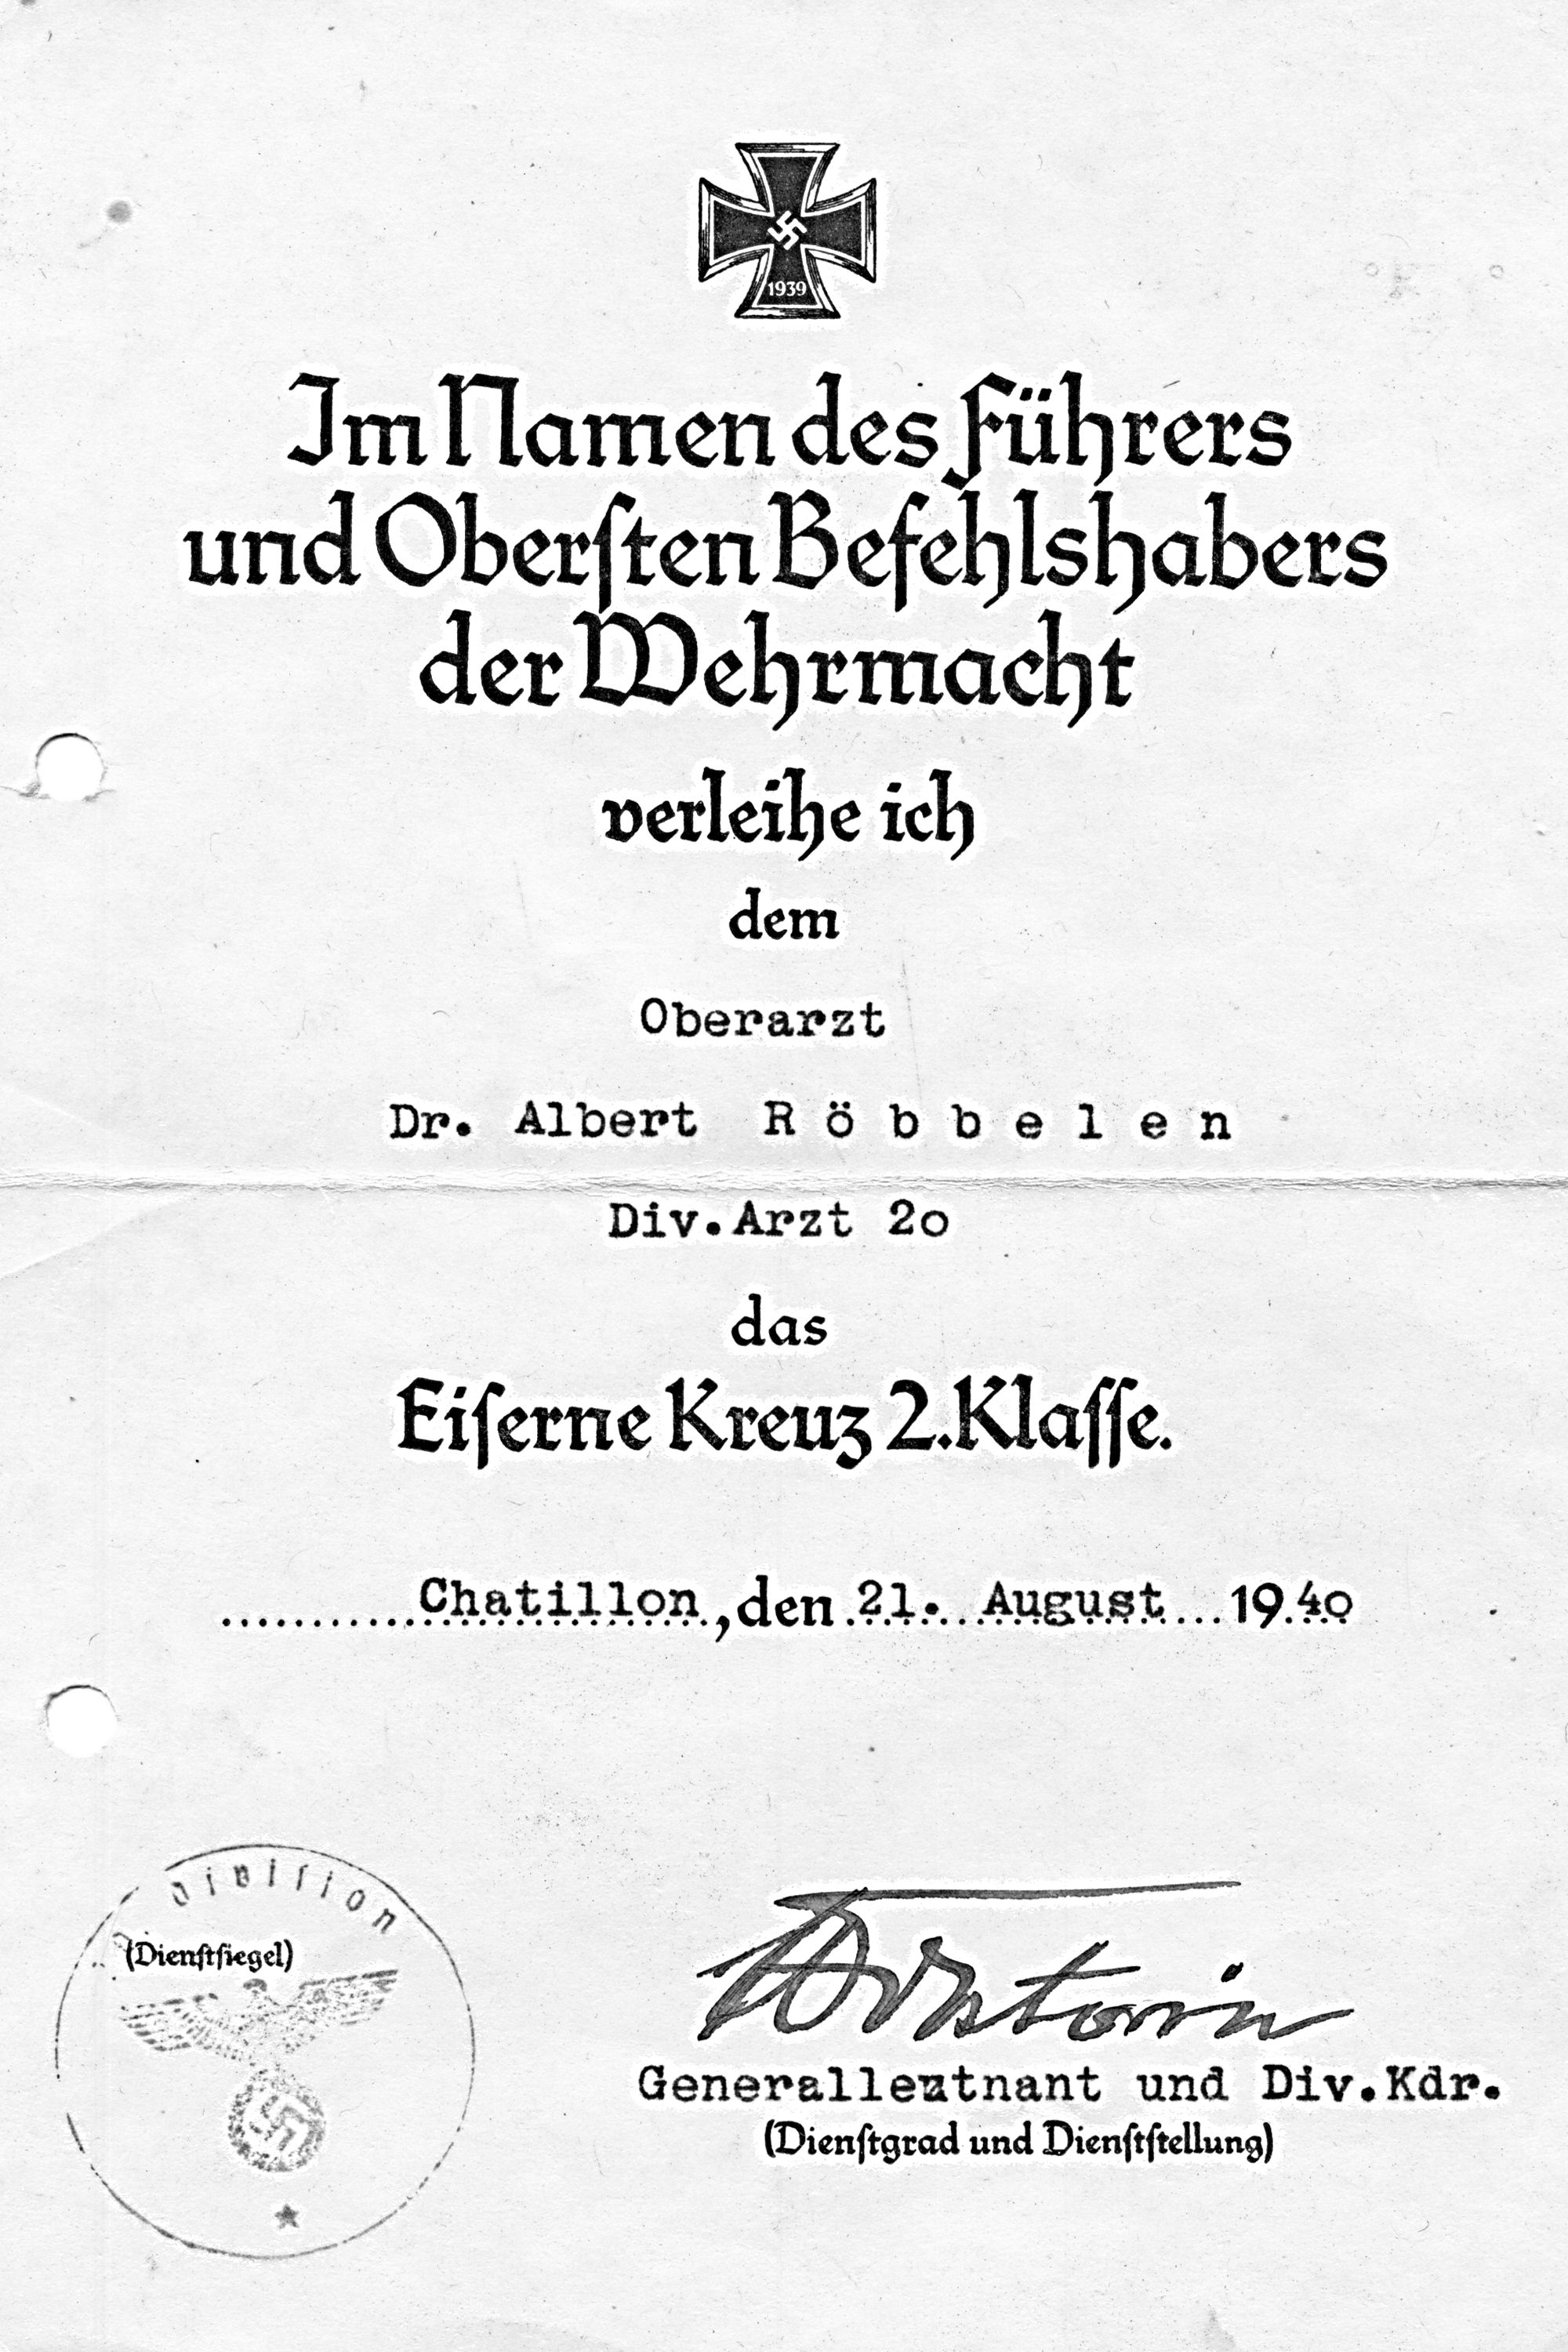 1939
Im Namen des Führers
und Oberſten Befehlshabers
der Wehrmacht
verleihe ich
dem
Oberarzt
Dr. Albert R ö b b e l e n
Div.Arzt 2o
das
Eiſerne Kreuz 2.Klaſſe.
Chatillon, den 21. August 1940
Diviſion
(Dienſtſiegel)
Generalleutnant und Div.Kdr.
(Dienſtgrad und Dienſtſtellung)